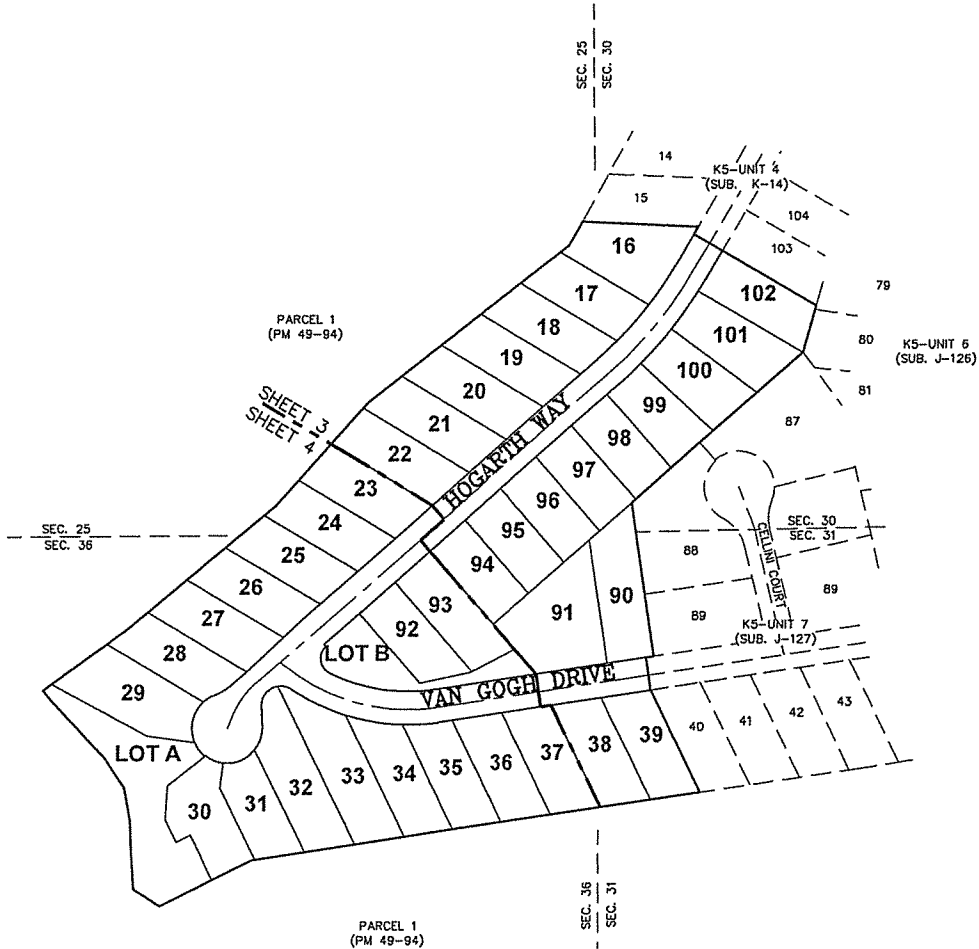 SEC. 25
SEC. 30
14
K5-UNIT 4
(SUB. K-14)
15
104
103
16
102
79
17
PARCEL 1
(PM 49-94)
18
101
80
K5-UNIT 6
(SUB. J-126)
19
100
81
20
99
SHEET 3
SHEET 4
21
HOGARTH WAY
98
87
22
97
23
96
24
95
SEC. 25
SEC. 36
SEC. 30
SEC. 31
CELLINI COURT
25
94
88
26
93
90
89
89
27
92
91
K5-UNIT 7
(SUB. J-127)
28
LOT B
29
VAN GOGH DRIVE
LOT A
30
31
32
33
34
35
36
37
38
39
40
41
42
43
SEC. 36
SEC. 31
PARCEL 1
(PM 49-94)